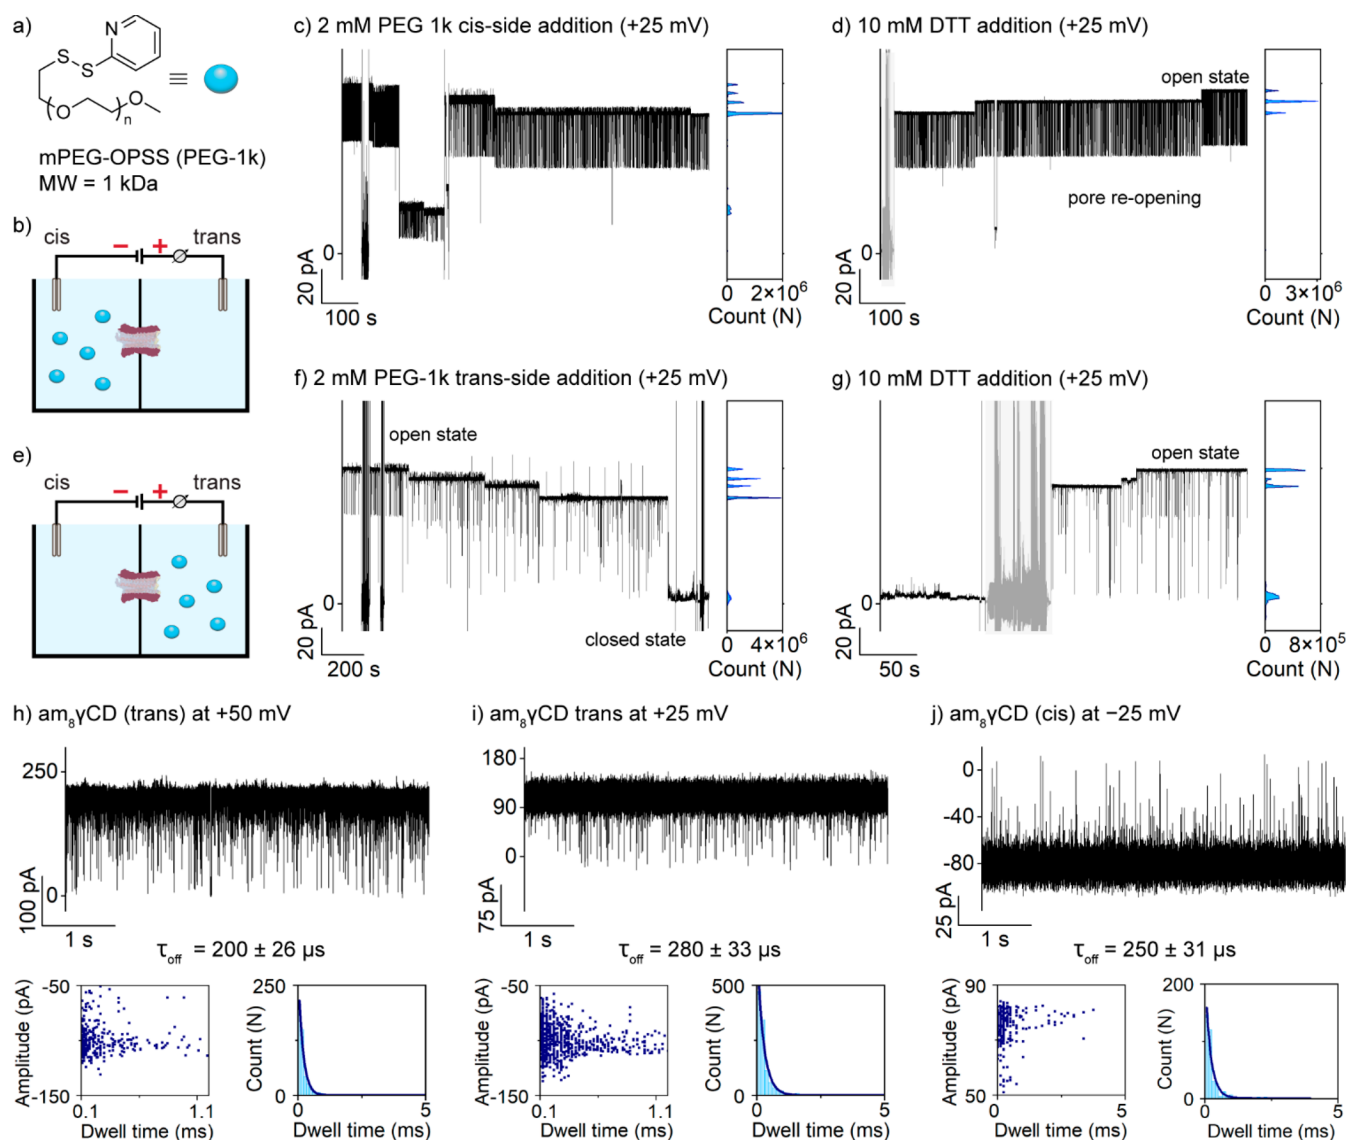 a)
N
S
S
≡
O
O
n
mPEG-OPSS (PEG-1k)
MW = 1 kDa
b)
cis
−
+
trans
c) 2 mM PEG 1k cis-side addition (+25 mV)
0
20 pA
100 s
0 2×10⁶
Count (N)
d) 10 mM DTT addition (+25 mV)
open state
pore re-opening
0
20 pA
100 s
0 3×10⁶
Count (N)
e)
cis
−
+
trans
f) 2 mM PEG-1k trans-side addition (+25 mV)
open state
closed state
0
20 pA
200 s
0 4×10⁶
Count (N)
g) 10 mM DTT addition (+25 mV)
open state
0
20 pA
50 s
0 8×10⁵
Count (N)
h) am₈γCD (trans) at +50 mV
250
0
100 pA
1 s
τoff = 200 ± 26 µs
-50
-150
Amplitude (pA)
0.1 1.1
Dwell time (ms)
250
0
Count (N)
0 5
Dwell time (ms)
i) am₈γCD trans at +25 mV
180
90
0
75 pA
1 s
τoff = 280 ± 33 µs
-50
-150
Amplitude (pA)
0.1 1.1
Dwell time (ms)
500
0
Count (N)
0 5
Dwell time (ms)
j) am₈γCD (cis) at −25 mV
0
-40
-80
25 pA
1 s
τoff = 250 ± 31 µs
90
50
Amplitude (pA)
0 5
Dwell time (ms)
200
0
Count (N)
0 5
Dwell time (ms)